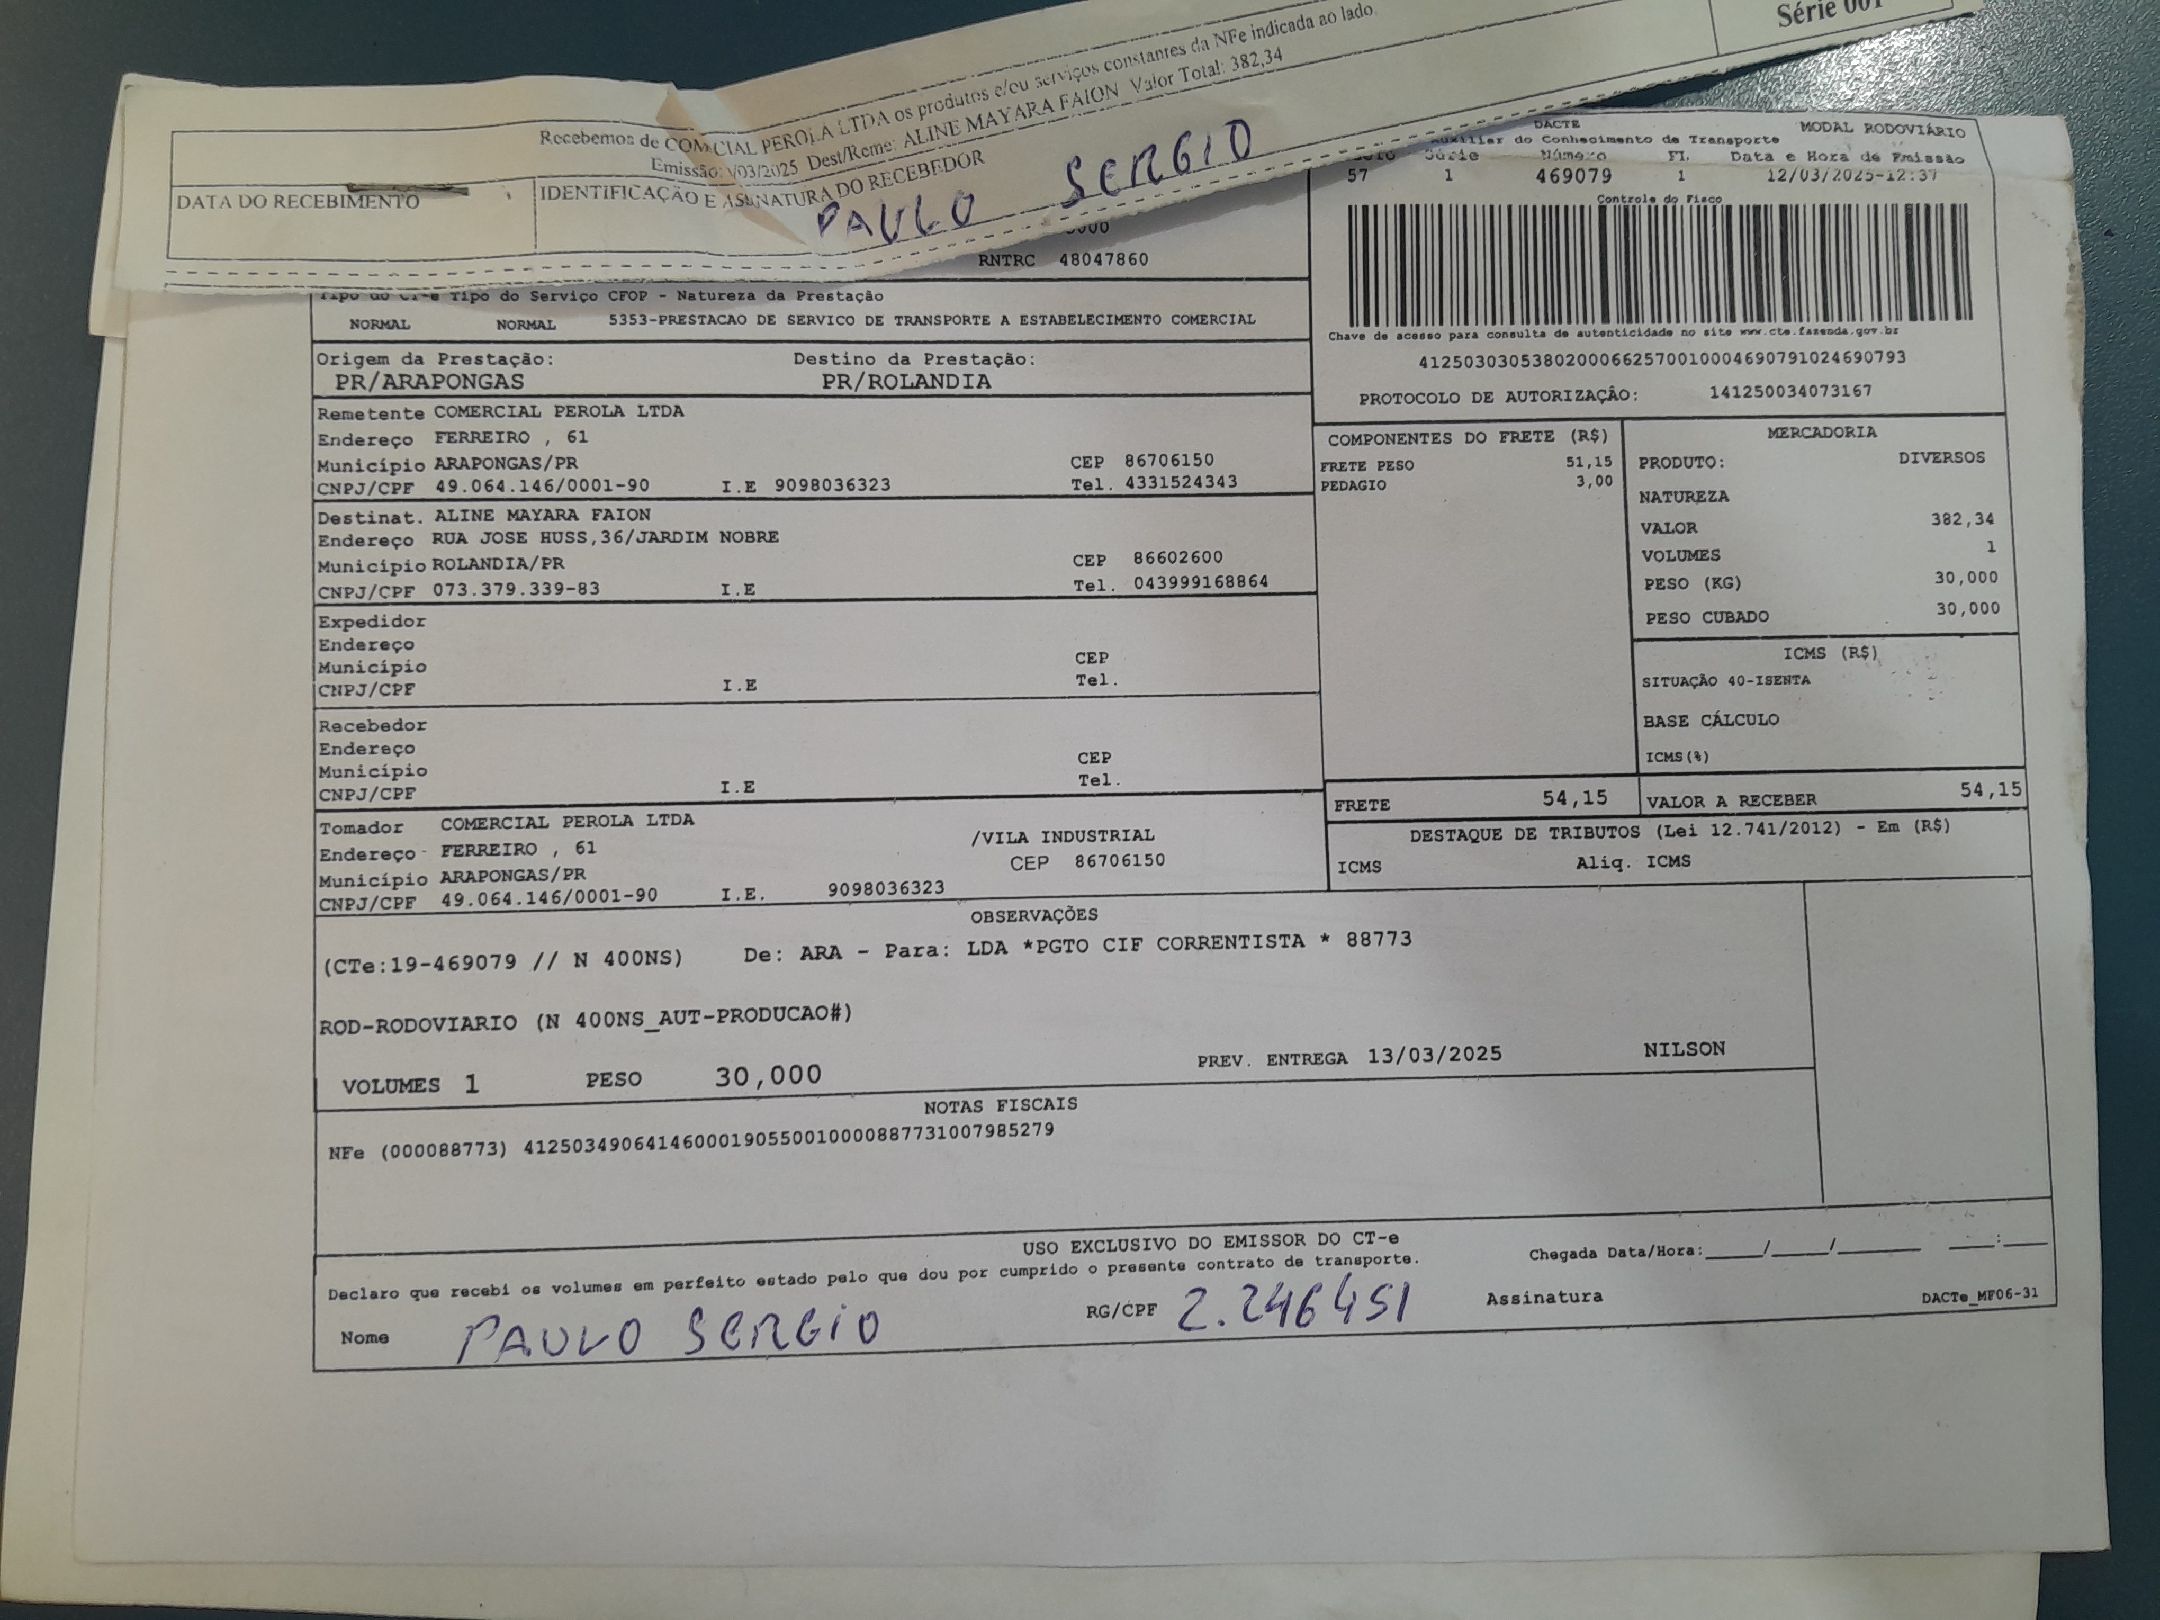 Série 001
Recebemos de COMERCIAL PEROLA LTDA os produtos e/ou serviços constantes da NFe indicada ao lado.
Emissão: /03/2025 Dest/Reme: ALINE MAYARA FAION Valor Total: 382,34
DATA DO RECEBIMENTO
IDENTIFICAÇÃO E ASSINATURA DO RECEBEDOR
PAULO SERGIO
DACTE
MODAL RODOVIÁRIO
Auxiliar do Conhecimento de Transporte
Série Número Fl. Data e Hora de Emissão
57 1 469079 1 12/03/2025-12:37
Controle do Fisco
RNTRC 48047860
Tipo do CT-e Tipo do Serviço CFOP - Natureza da Prestação
NORMAL NORMAL 5353-PRESTACAO DE SERVICO DE TRANSPORTE A ESTABELECIMENTO COMERCIAL
Chave de acesso para consulta de autenticidade no site www.cte.fazenda.gov.br
41250303053802000662570010004690791024690793
PROTOCOLO DE AUTORIZAÇÃO: 141250034073167
Origem da Prestação: Destino da Prestação:
PR/ARAPONGAS PR/ROLANDIA
Remetente COMERCIAL PEROLA LTDA
Endereço FERREIRO , 61
Município ARAPONGAS/PR CEP 86706150
CNPJ/CPF 49.064.146/0001-90 I.E 9098036323 Tel. 4331524343
Destinat. ALINE MAYARA FAION
Endereço RUA JOSE HUSS,36/JARDIM NOBRE
Município ROLANDIA/PR CEP 86602600
CNPJ/CPF 073.379.339-83 I.E Tel. 043999168864
Expedidor
Endereço
Município CEP
CNPJ/CPF I.E Tel.
Recebedor
Endereço
Município CEP
CNPJ/CPF I.E Tel.
Tomador COMERCIAL PEROLA LTDA
Endereço FERREIRO , 61 /VILA INDUSTRIAL
Município ARAPONGAS/PR CEP 86706150
CNPJ/CPF 49.064.146/0001-90 I.E. 9098036323
COMPONENTES DO FRETE (R$)
FRETE PESO 51,15
PEDAGIO 3,00
MERCADORIA
PRODUTO: DIVERSOS
NATUREZA
VALOR 382,34
VOLUMES 1
PESO (KG) 30,000
PESO CUBADO 30,000
ICMS (R$)
SITUAÇÃO 40-ISENTA
BASE CÁLCULO
ICMS(%)
FRETE 54,15 VALOR A RECEBER 54,15
DESTAQUE DE TRIBUTOS (Lei 12.741/2012) - Em (R$)
ICMS Aliq. ICMS
OBSERVAÇÕES
(CTe:19-469079 // N 400NS) De: ARA - Para: LDA *PGTO CIF CORRENTISTA * 88773
ROD-RODOVIARIO (N 400NS_AUT-PRODUCAO#)
VOLUMES 1 PESO 30,000 PREV. ENTREGA 13/03/2025 NILSON
NOTAS FISCAIS
NFe (000088773) 41250349064146000190550010000887731007985279
USO EXCLUSIVO DO EMISSOR DO CT-e
Declaro que recebi os volumes em perfeito estado pelo que dou por cumprido o presente contrato de transporte.
Chegada Data/Hora:____/____/______ ___:___
Nome PAULO SERGIO RG/CPF 2.246451 Assinatura
DACTe_MF06-31